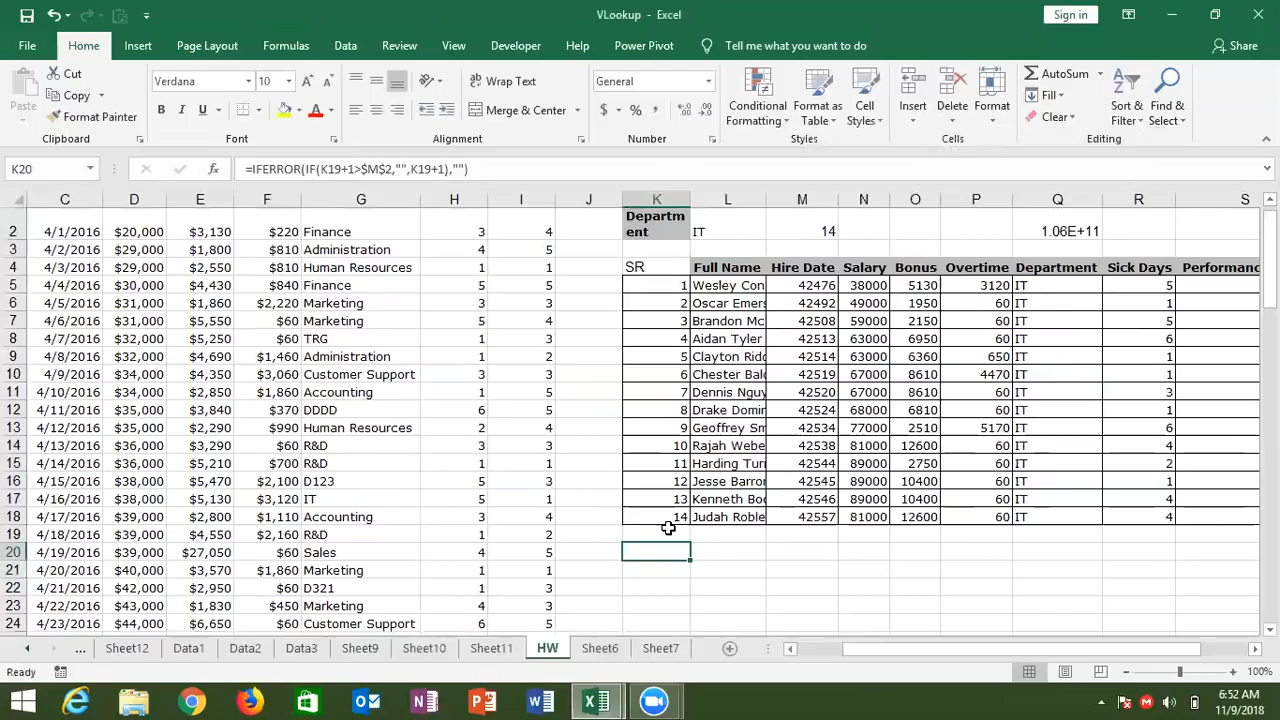 VLookup - Excel
Sign in
File Home Insert Page Layout Formulas Data Review View Developer Help Power Pivot Tell me what you want to do Share
Paste Cut Copy Format Painter Clipboard
Verdana 10 B I U A Font
Wrap Text Merge & Center Alignment
General $ % , Number
Conditional Formatting Format as Table Cell Styles Styles
Insert Delete Format Cells
AutoSum Fill Clear Sort & Filter Find & Select Editing
K20 fx =IFERROR(IF(K19+1>$M$2,"",K19+1),"")
C D E F G H I J K L M N O P Q R S
2 4/1/2016 $20,000 $3,130 $220 Finance 3 4 Departm ent IT 14 1.06E+11
3 4/2/2016 $29,000 $1,800 $810 Administration 4 5
4 4/3/2016 $29,000 $2,550 $810 Human Resources 1 1 SR Full Name Hire Date Salary Bonus Overtime Department Sick Days Performanc
5 4/4/2016 $30,000 $4,430 $840 Finance 5 5 1 Wesley Con 42476 38000 5130 3120 IT 5
6 4/5/2016 $31,000 $1,860 $2,220 Marketing 3 3 2 Oscar Emers 42492 49000 1950 60 IT 1
7 4/6/2016 $31,000 $5,550 $60 Marketing 5 4 3 Brandon Mc 42508 59000 2150 60 IT 5
8 4/7/2016 $32,000 $5,250 $60 TRG 1 3 4 Aidan Tyler 42513 63000 6950 60 IT 6
9 4/8/2016 $32,000 $4,690 $1,460 Administration 1 2 5 Clayton Ridd 42514 63000 6360 650 IT 1
10 4/9/2016 $34,000 $4,350 $3,060 Customer Support 3 3 6 Chester Bald 42519 67000 8610 4470 IT 1
11 4/10/2016 $34,000 $2,850 $1,860 Accounting 1 5 7 Dennis Nguy 42520 67000 8610 60 IT 3
12 4/11/2016 $35,000 $3,840 $370 DDDD 6 5 8 Drake Domin 42524 68000 6810 60 IT 1
13 4/12/2016 $35,000 $2,290 $990 Human Resources 2 4 9 Geoffrey Sm 42534 77000 2510 5170 IT 6
14 4/13/2016 $36,000 $3,290 $60 R&D 3 3 10 Rajah Webe 42538 81000 12600 60 IT 4
15 4/14/2016 $36,000 $5,210 $700 R&D 1 1 11 Harding Turn 42544 89000 2750 60 IT 2
16 4/15/2016 $38,000 $5,470 $2,100 D123 5 3 12 Jesse Barron 42545 89000 10400 60 IT 1
17 4/16/2016 $38,000 $5,130 $3,120 IT 5 1 13 Kenneth Boo 42546 89000 10400 60 IT 4
18 4/17/2016 $39,000 $2,800 $1,110 Accounting 3 4 14 Judah Roble 42557 81000 12600 60 IT 4
19 4/18/2016 $39,000 $4,550 $2,160 R&D 1 2
20 4/19/2016 $39,000 $27,050 $60 Sales 4 5
21 4/20/2016 $40,000 $3,570 $1,860 Marketing 1 1
22 4/21/2016 $42,000 $2,950 $60 D321 1 3
23 4/22/2016 $43,000 $1,830 $450 Marketing 4 3
24 4/23/2016 $44,000 $6,650 $60 Customer Support 6 5
... Sheet12 Data1 Data2 Data3 Sheet9 Sheet10 Sheet11 HW Sheet6 Sheet7
Ready 100%
6:52 AM
11/9/2018